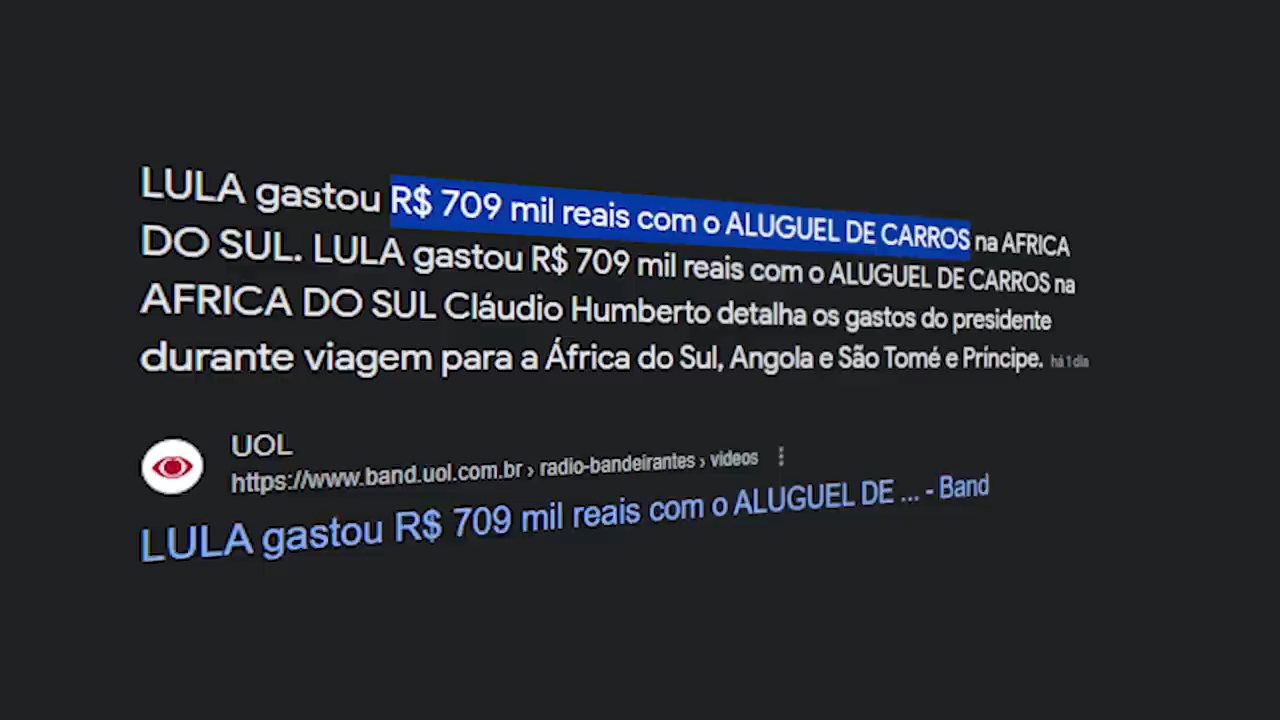 LULA gastou R$ 709 mil reais com o ALUGUEL DE CARROS na AFRICA
DO SUL. LULA gastou R$ 709 mil reais com o ALUGUEL DE CARROS na
AFRICA DO SUL Cláudio Humberto detalha os gastos do presidente
durante viagem para a África do Sul, Angola e São Tomé e Príncipe. há 1 dia
UOL
https://www.band.uol.com.br › radio-bandeirantes › videos
LULA gastou R$ 709 mil reais com o ALUGUEL DE ... - Band